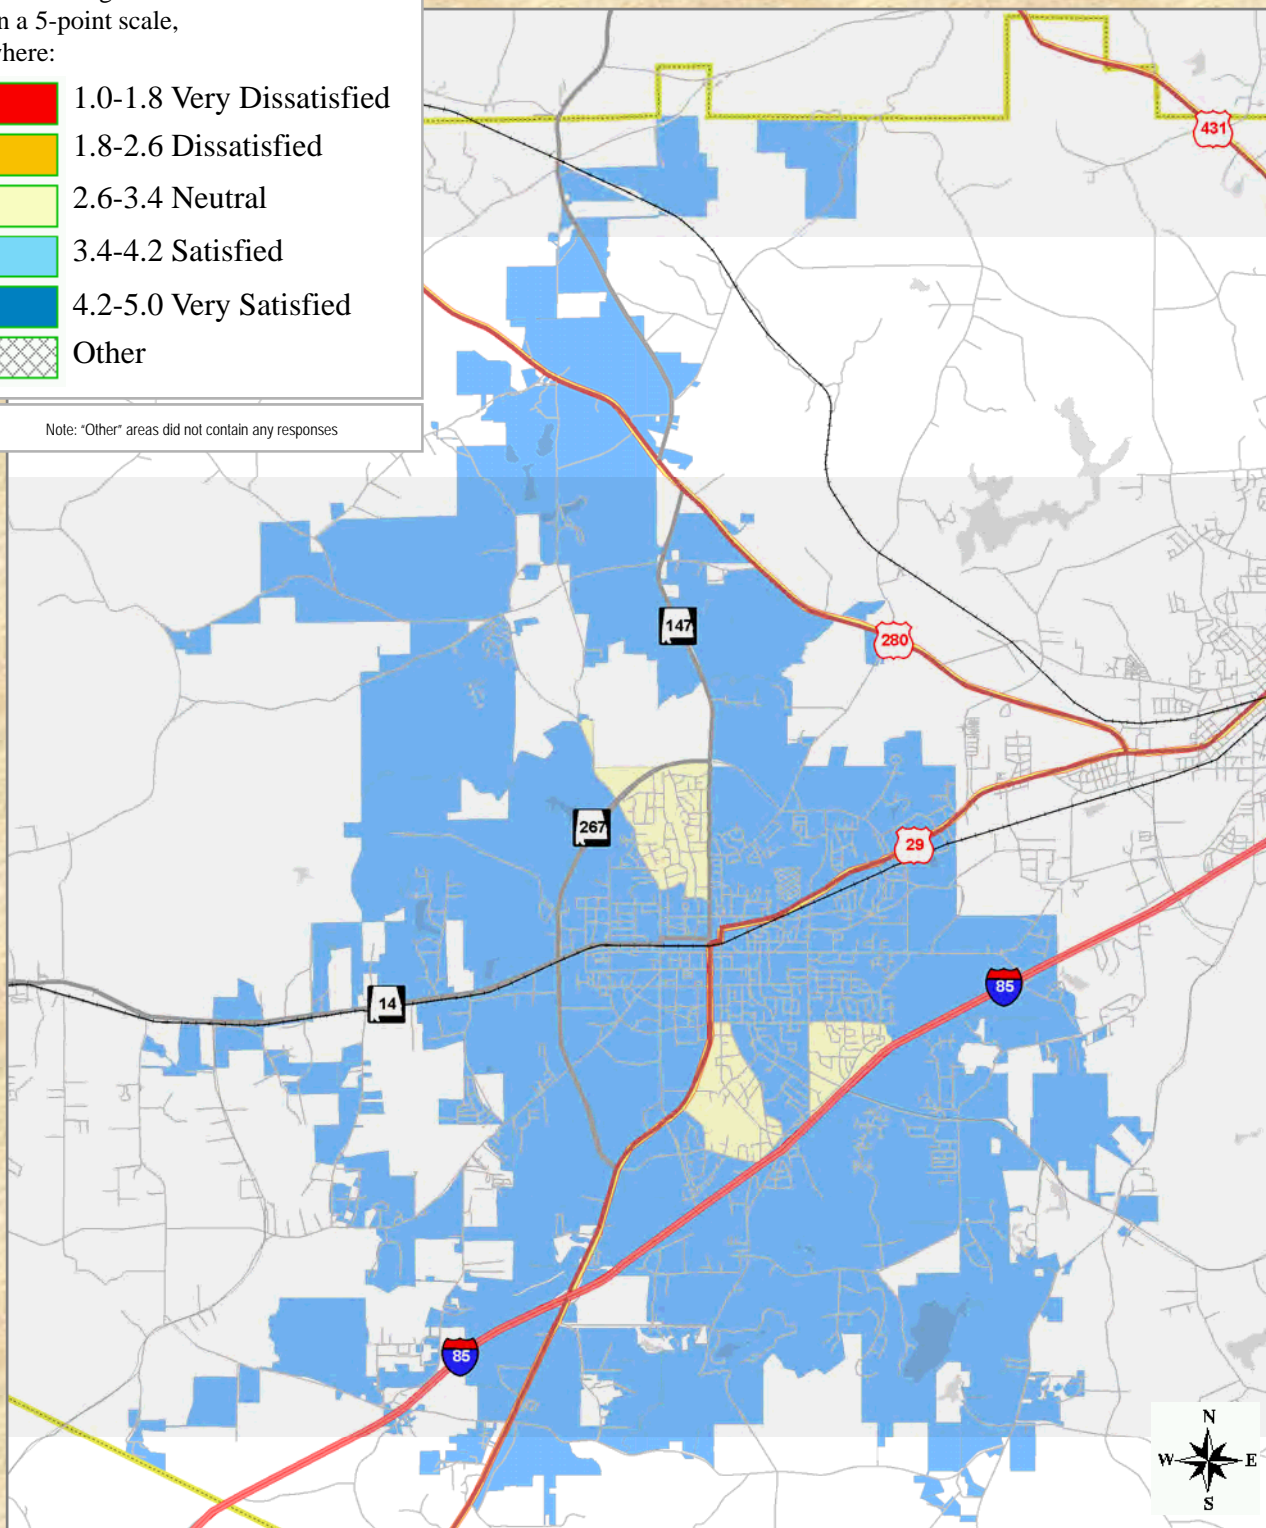 n a 5-point scale,
where:
1.0-1.8 Very Dissatisfied
1.8-2.6 Dissatisfied
2.6-3.4 Neutral
3.4-4.2 Satisfied
4.2-5.0 Very Satisfied
Other
Note: "Other" areas did not contain any responses
431
147
280
267
29
85
14
85
N
W E
S